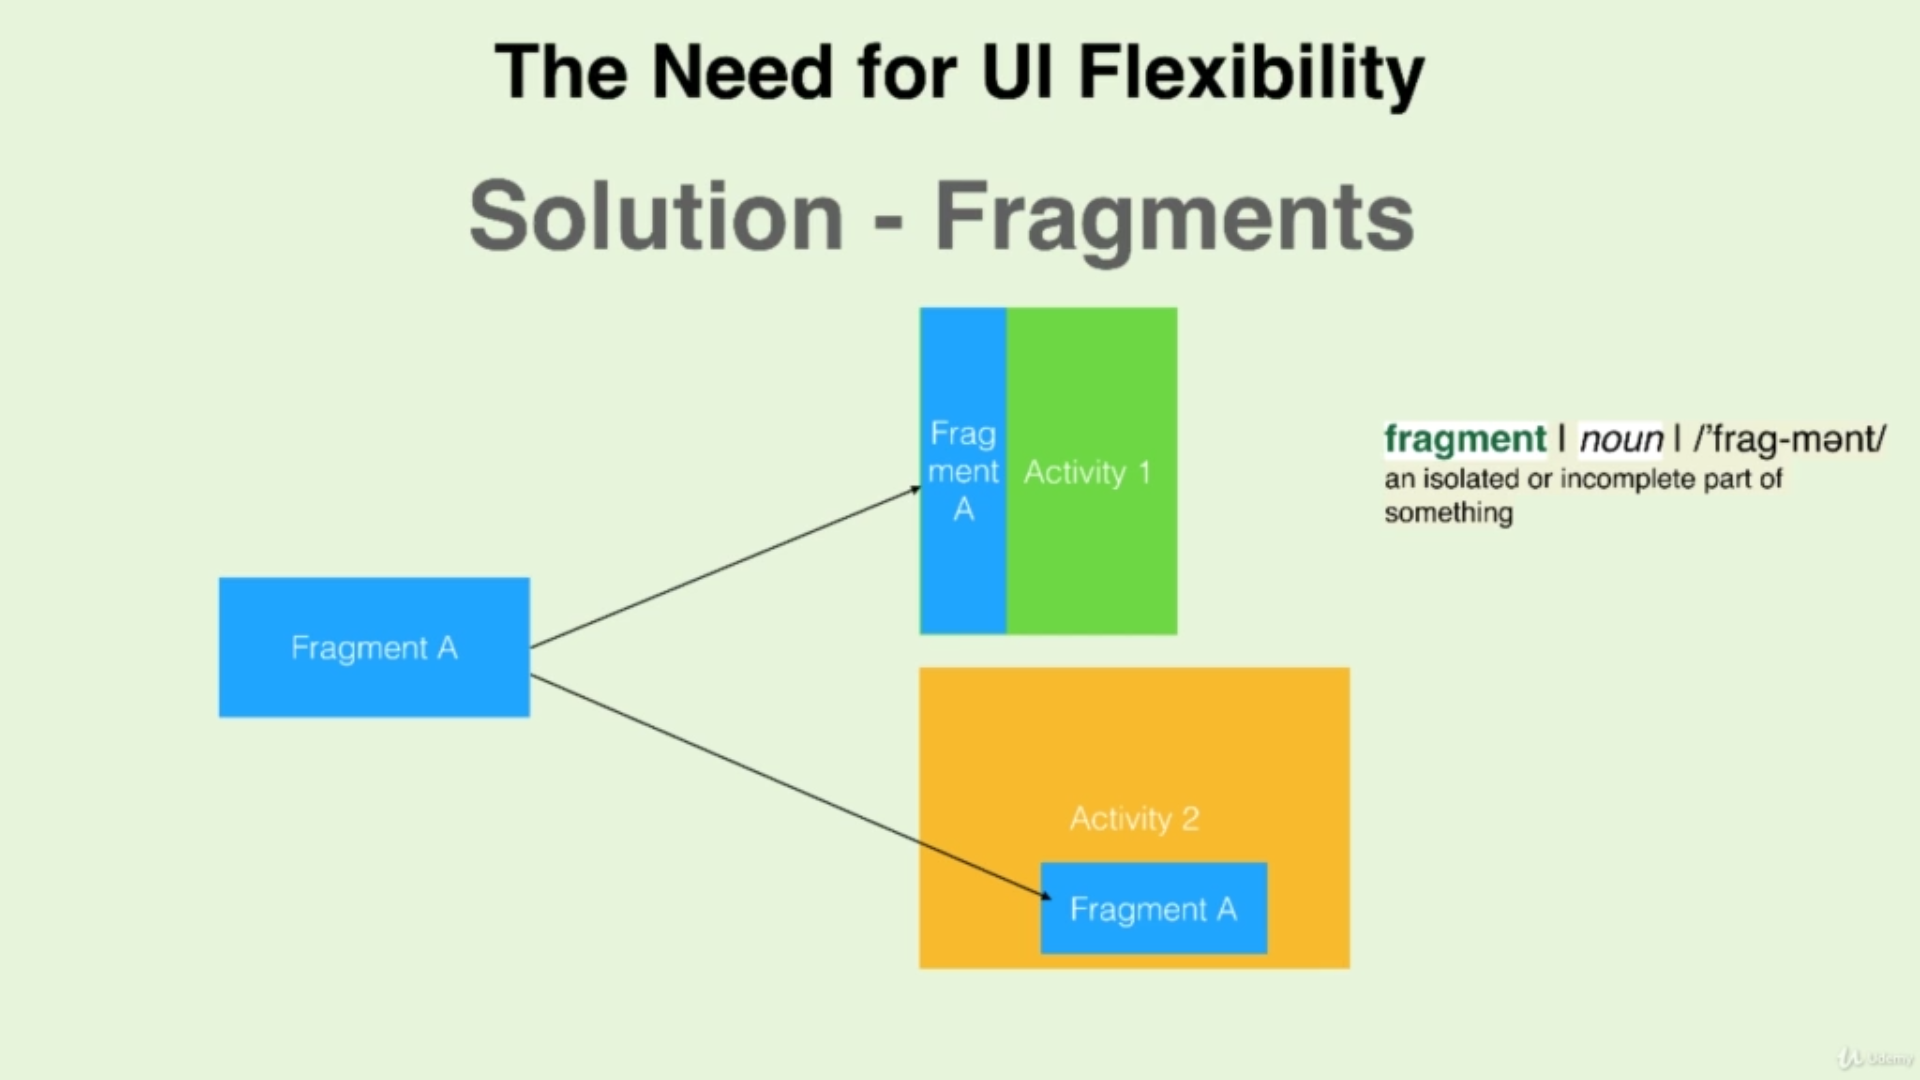 The Need for UI Flexibility
Solution - Fragments
Frag
ment
A
Activity 1
fragment | noun | /'frag-mənt/
an isolated or incomplete part of
something
Fragment A
Activity 2
Fragment A
Udemy